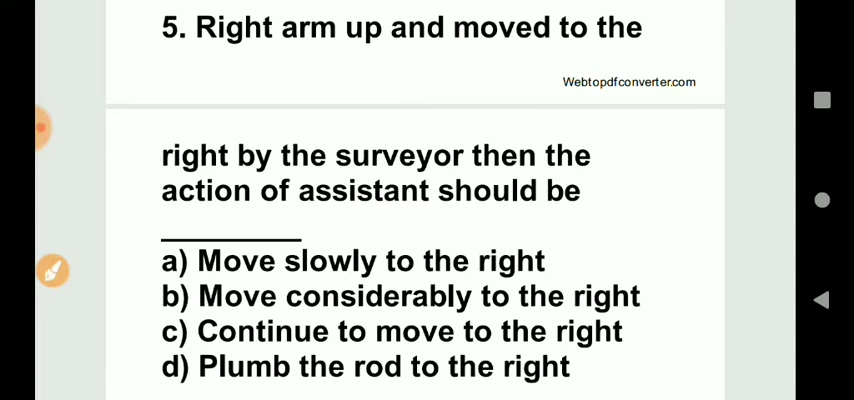 5. Right arm up and moved to the
Webtopdfconverter.com
right by the surveyor then the
action of assistant should be
__________
a) Move slowly to the right
b) Move considerably to the right
c) Continue to move to the right
d) Plumb the rod to the right